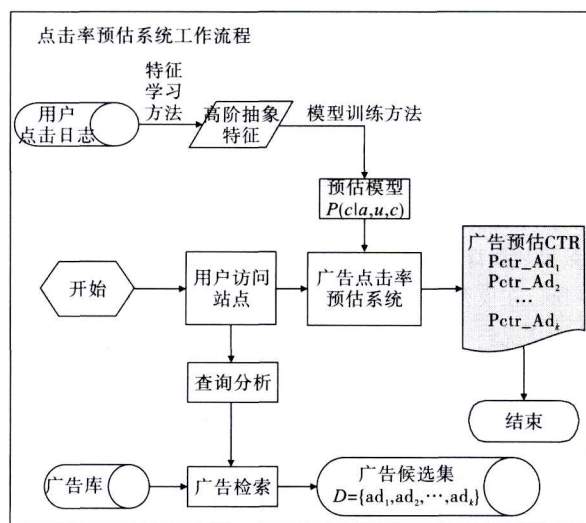 点击率预估系统工作流程
特征
学习
方法
用户
点击日志
高阶抽象
特征
模型训练方法
预估模型
P(c|a,u,c)
开始
用户访问
站点
广告点击率
预估系统
广告预估CTR
Pctr_Ad₁
Pctr_Ad₂
…
Pctr_Adₖ
查询分析
结束
广告库
广告检索
广告候选集
D={ad₁,ad₂,⋯,adₖ}